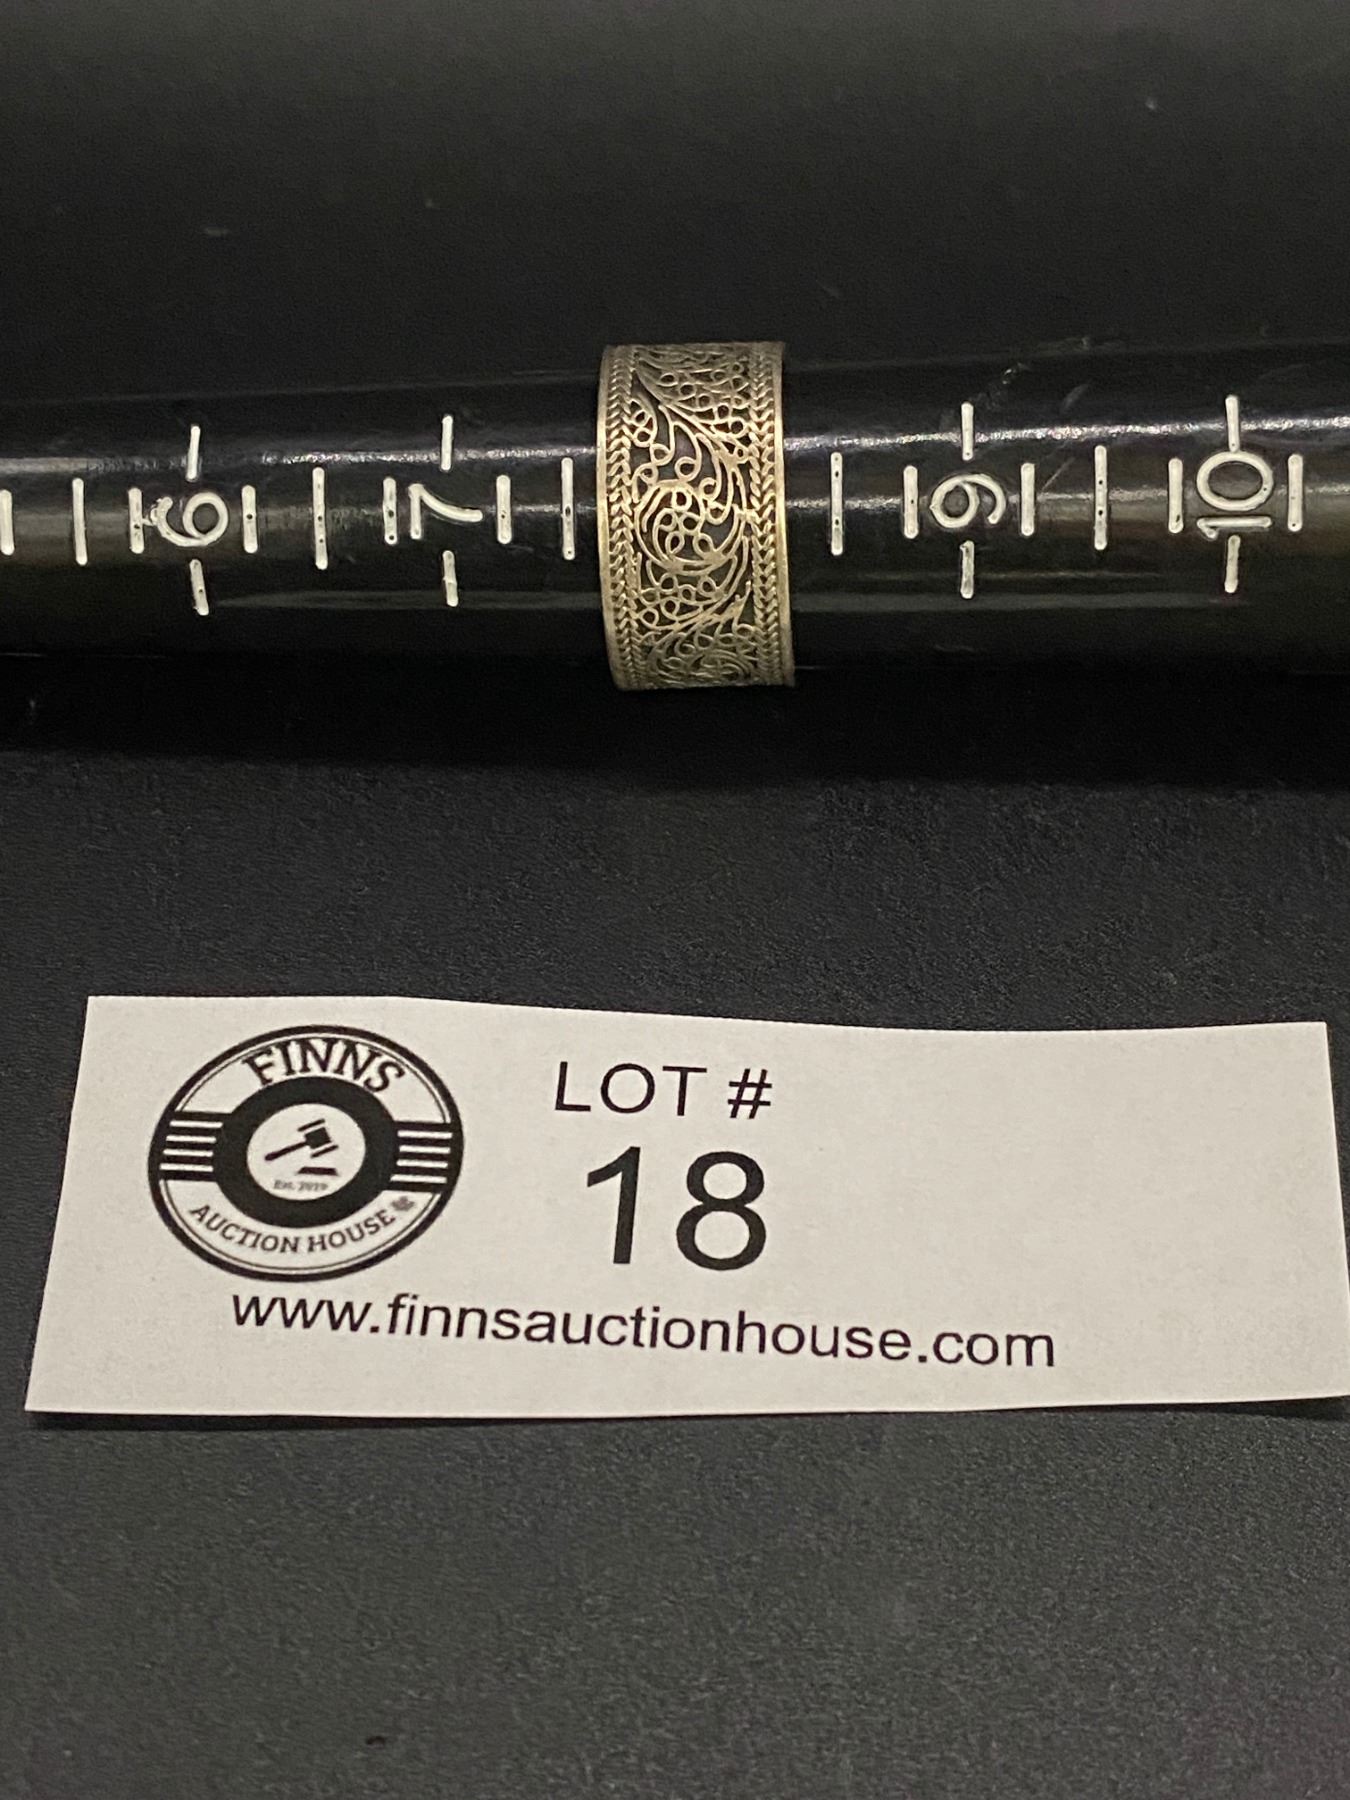 6 7 9 10
FINNS
Est. 2019
AUCTION HOUSE
LOT #
18
www.finnsauctionhouse.com